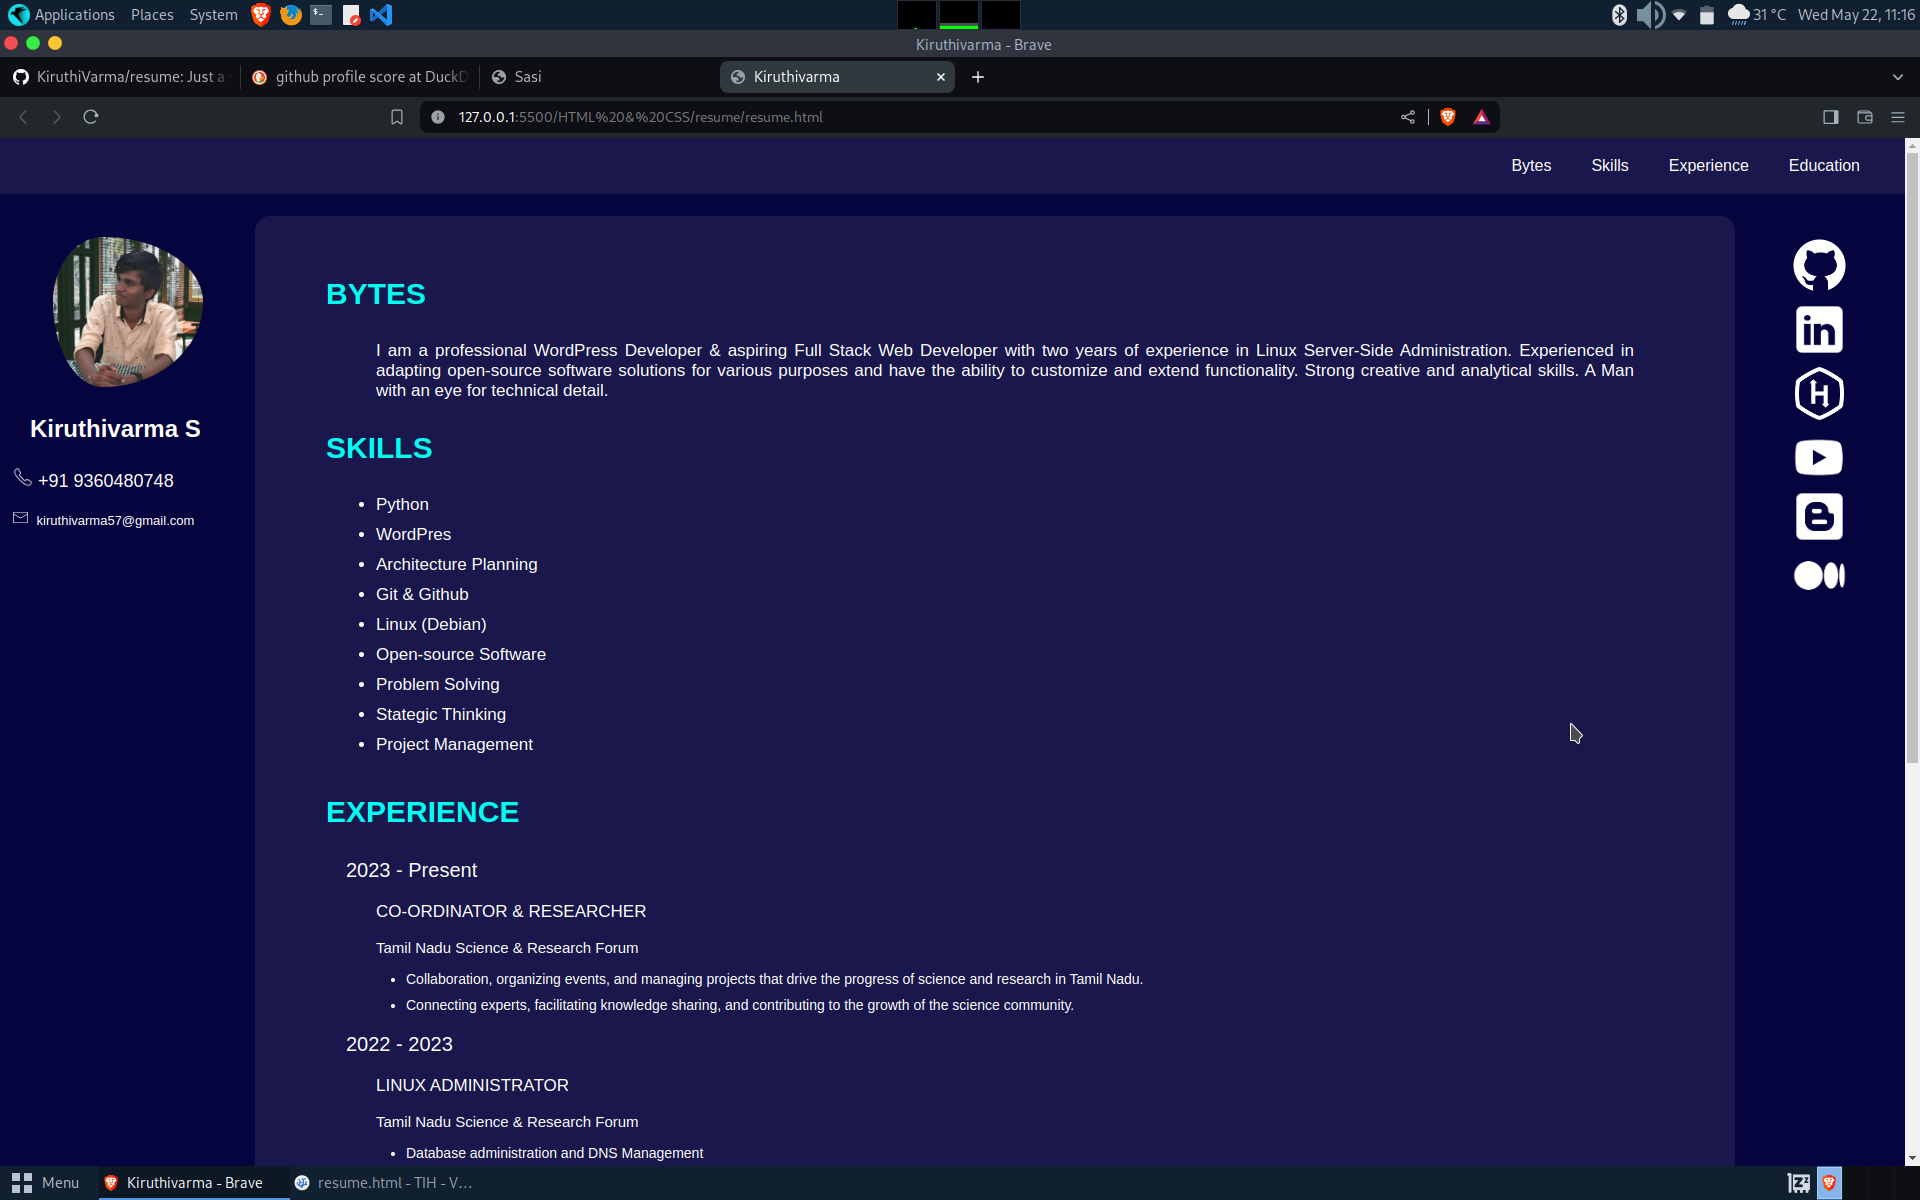 Applications Places System
31 °C Wed May 22, 11:16
Kiruthivarma - Brave
KiruthiVarma/resume: Just a
github profile score at DuckD
Sasi
Kiruthivarma
127.0.0.1:5500/HTML%20&%20CSS/resume/resume.html
Bytes Skills Experience Education
Kiruthivarma S
+91 9360480748
kiruthivarma57@gmail.com
BYTES
I am a professional WordPress Developer & aspiring Full Stack Web Developer with two years of experience in Linux Server-Side Administration. Experienced in
adapting open-source software solutions for various purposes and have the ability to customize and extend functionality. Strong creative and analytical skills. A Man
with an eye for technical detail.
SKILLS
• Python
• WordPres
• Architecture Planning
• Git & Github
• Linux (Debian)
• Open-source Software
• Problem Solving
• Stategic Thinking
• Project Management
EXPERIENCE
2023 - Present
CO-ORDINATOR & RESEARCHER
Tamil Nadu Science & Research Forum
• Collaboration, organizing events, and managing projects that drive the progress of science and research in Tamil Nadu.
• Connecting experts, facilitating knowledge sharing, and contributing to the growth of the science community.
2022 - 2023
LINUX ADMINISTRATOR
Tamil Nadu Science & Research Forum
• Database administration and DNS Management
in
H
Menu
Kiruthivarma - Brave
resume.html - TIH - V...